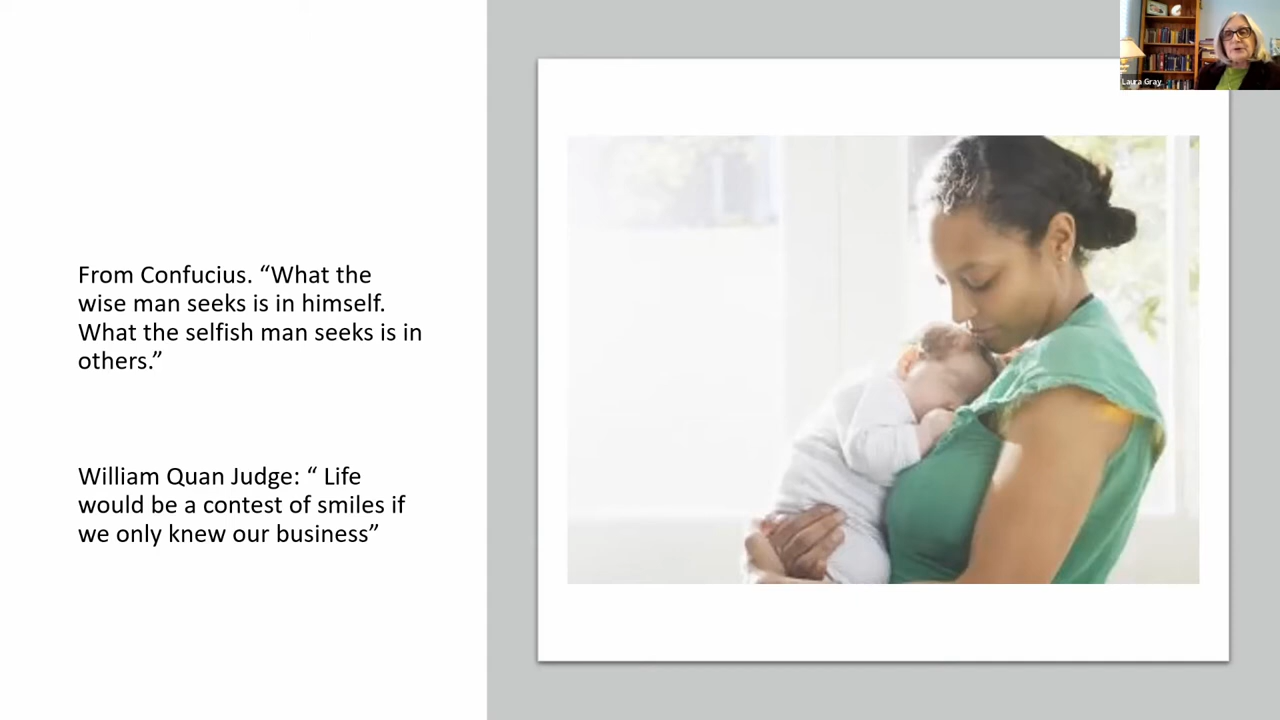 From Confucius. “What the
wise man seeks is in himself.
What the selfish man seeks is in
others.”
William Quan Judge: “ Life
would be a contest of smiles if
we only knew our business”
Laura Gray